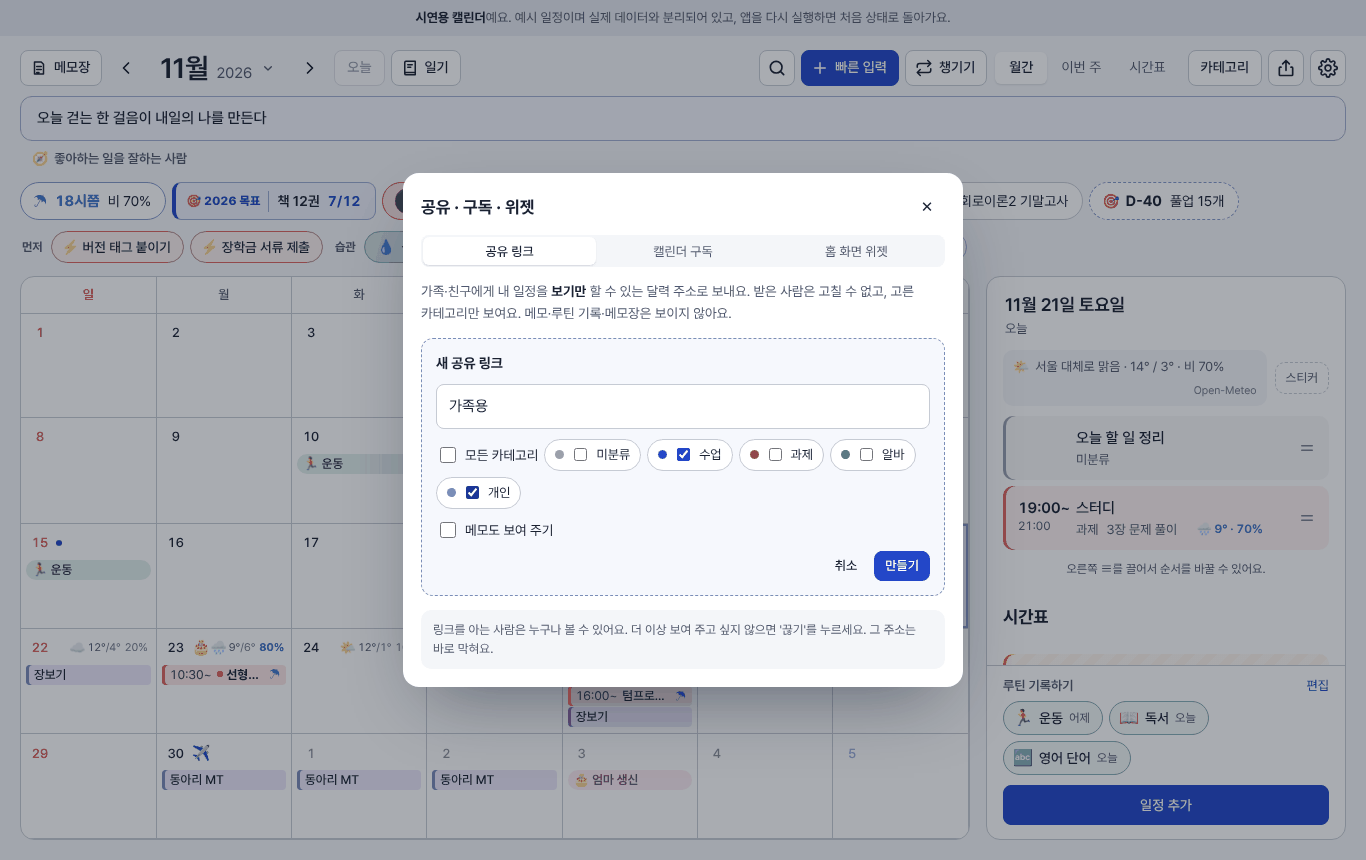 시연용 캘린더예요. 예시 일정이며 실제 데이터와 분리되어 있고, 앱을 다시 실행하면 처음 상태로 돌아가요.
메모장 11월 2026 오늘 일기 빠른 입력 챙기기 월간 이번 주 시간표 카테고리
오늘 걷는 한 걸음이 내일의 나를 만든다
좋아하는 일을 잘하는 사람
18시쯤 비 70% 2026 목표 책 12권 7/12 회로이론2 기말고사 D-40 풀업 15개
먼저 버전 태그 붙이기 장학금 서류 제출 습관
공유 · 구독 · 위젯
공유 링크 캘린더 구독 홈 화면 위젯
가족·친구에게 내 일정을 보기만 할 수 있는 달력 주소로 보내요. 받은 사람은 고칠 수 없고, 고른
카테고리만 보여요. 메모·루틴 기록·메모장은 보이지 않아요.
새 공유 링크
가족용
모든 카테고리 미분류 수업 과제 알바
개인
메모도 보여 주기
취소 만들기
링크를 아는 사람은 누구나 볼 수 있어요. 더 이상 보여 주고 싶지 않으면 '끊기'를 누르세요. 그 주소는
바로 막혀요.
일 월 화
1 2 3
8 9 10
운동
15 16 17
운동
22 12°/4° 20% 23 9°/6° 80% 24 12°/1°
장보기 10:30~ 선형...
16:00~ 텀프로...
장보기
29 30 1 2 3 4 5
동아리 MT 동아리 MT 동아리 MT 엄마 생신
11월 21일 토요일
오늘
서울 대체로 맑음 · 14° / 3° · 비 70%
Open-Meteo
스티커
오늘 할 일 정리
미분류
19:00~ 스터디
21:00 과제 3장 문제 풀이 9° · 70%
오른쪽 ≡를 끌어서 순서를 바꿀 수 있어요.
시간표
루틴 기록하기 편집
운동 어제 독서 오늘
abc 영어 단어 오늘
일정 추가